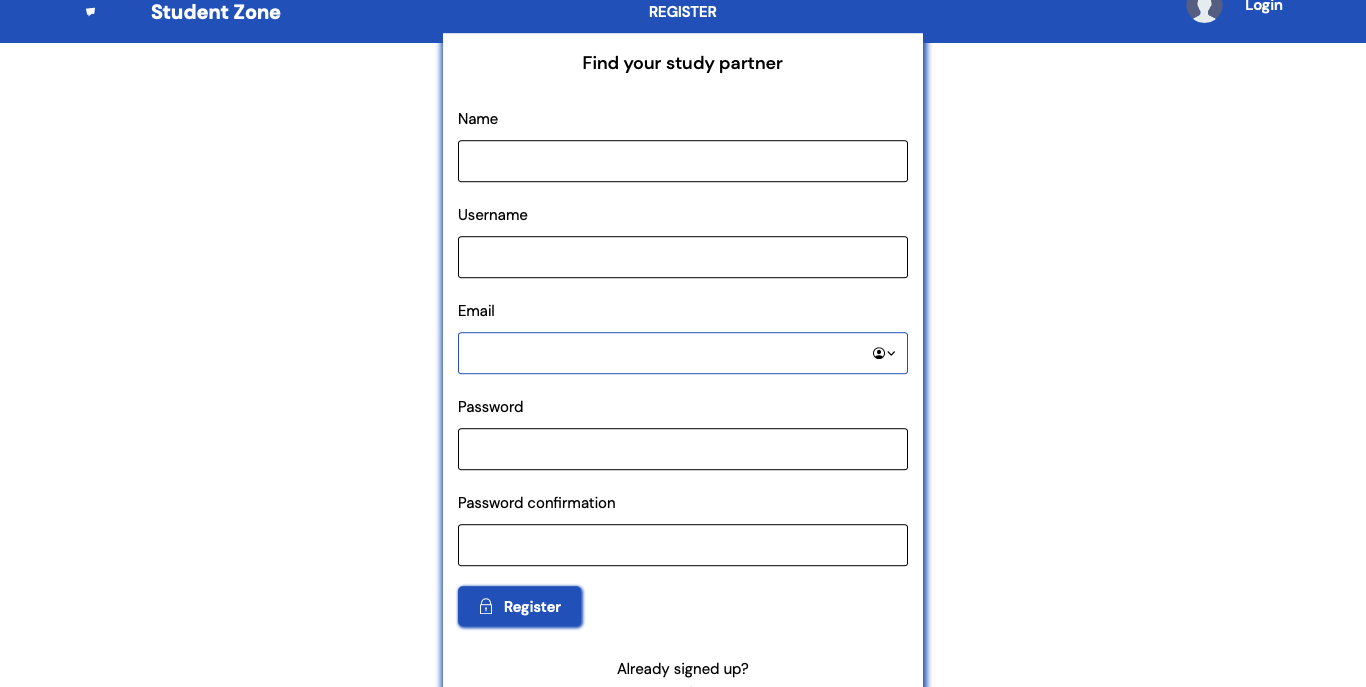 Student Zone
REGISTER
Login
Find your study partner
Name
Username
Email
Password
Password confirmation
Register
Already signed up?